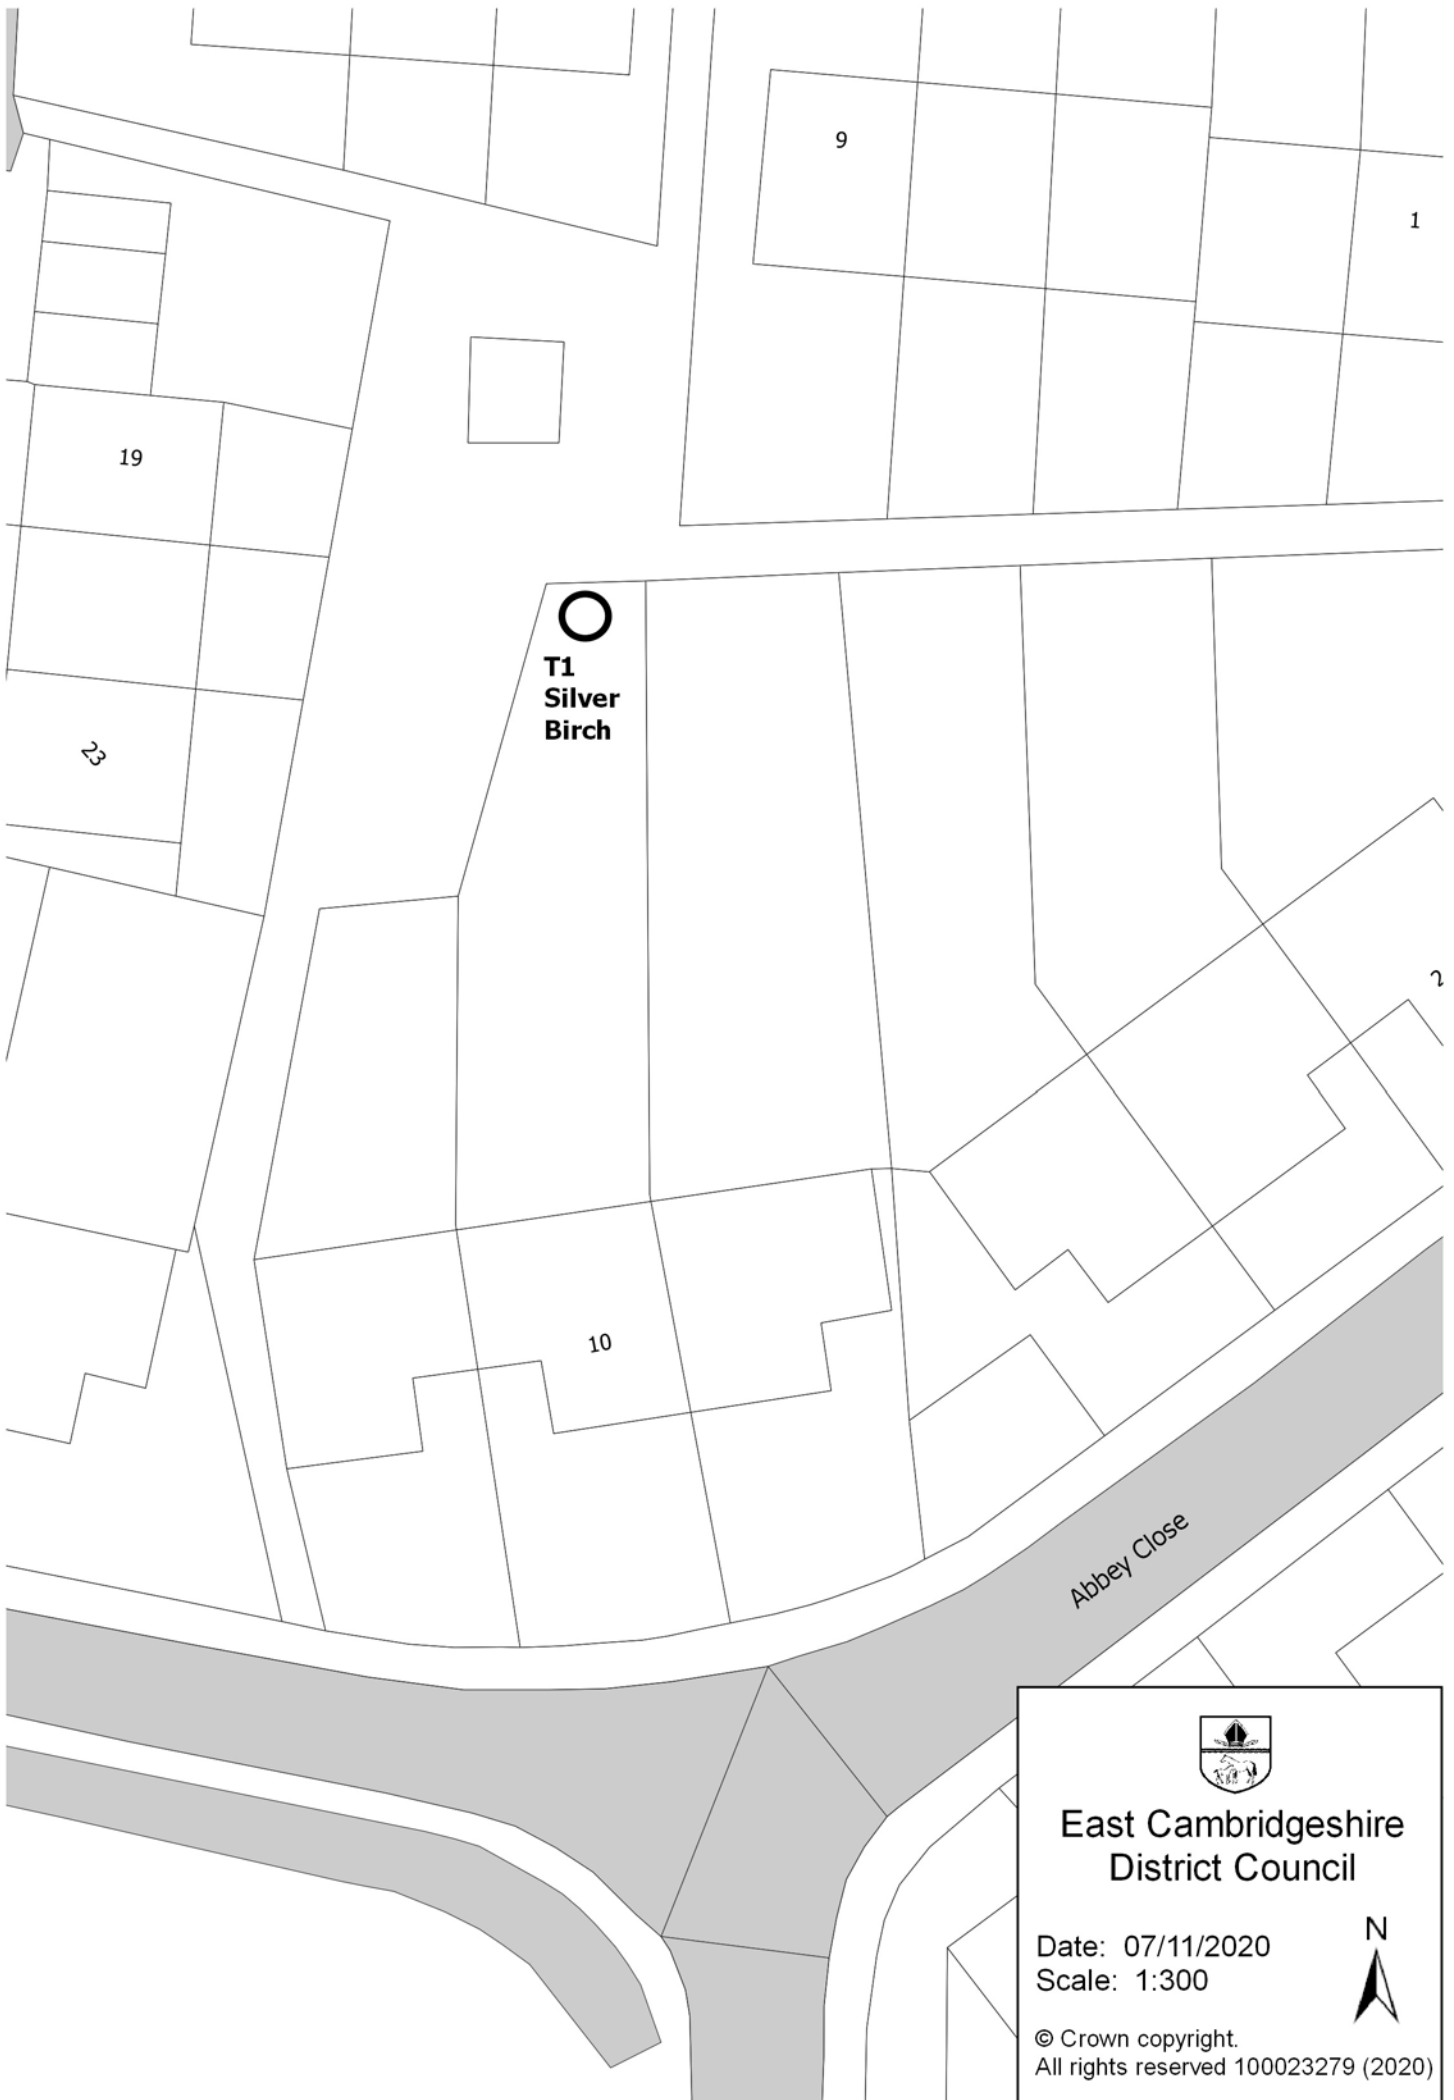 9
1
19
T1
Silver
Birch
23
2
10
Abbey Close
East Cambridgeshire
District Council
N
Date: 07/11/2020
Scale: 1:300
© Crown copyright.
All rights reserved 100023279 (2020)